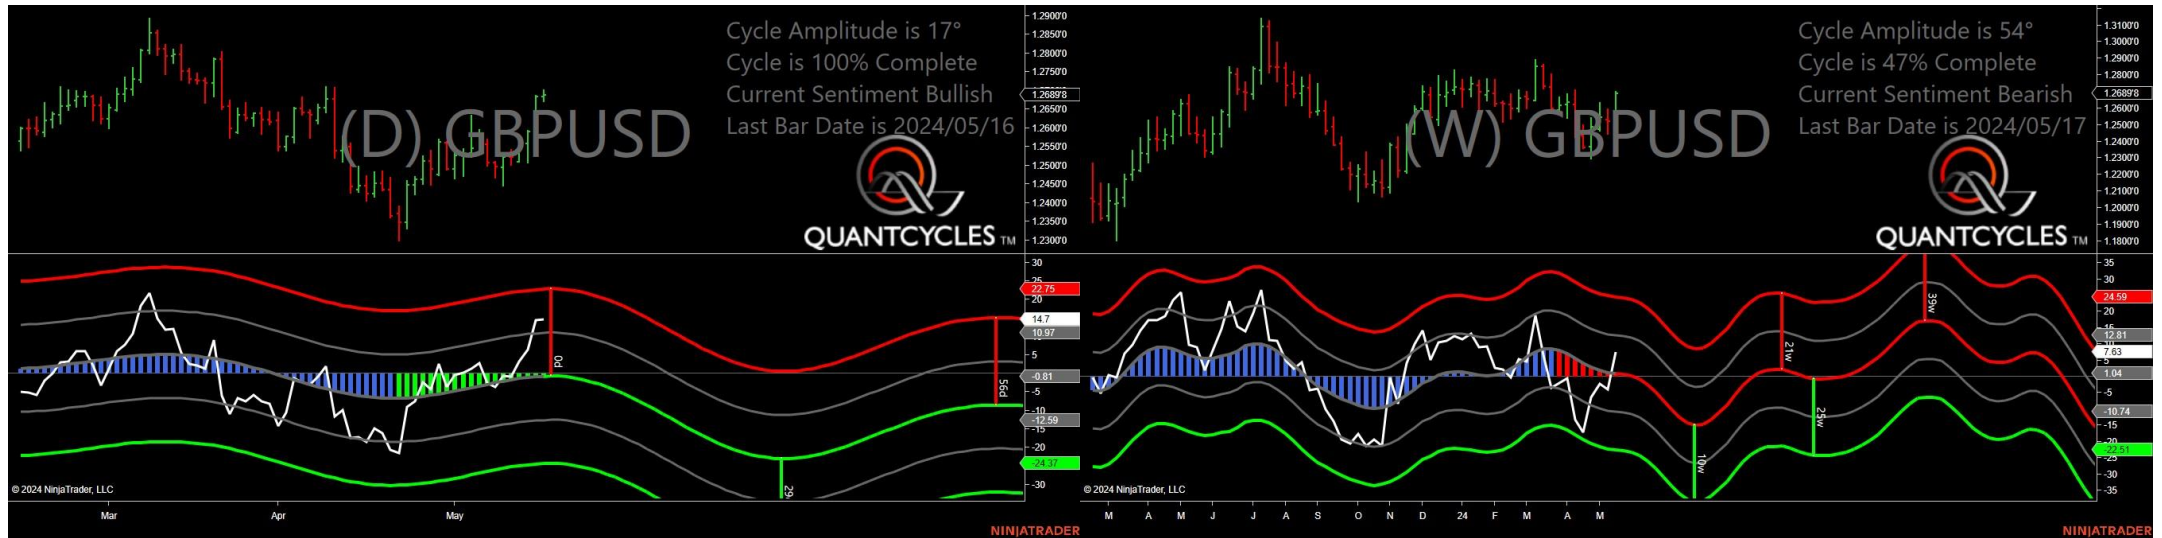 Cycle Amplitude is 17°
Cycle is 100% Complete
Current Sentiment Bullish
Last Bar Date is 2024/05/16
(D) GBPUSD
QUANTCYCLES TM
1.2900'0
1.2850'0
1.2800'0
1.2750'0
1.2689'8
1.2650'0
1.2600'0
1.2550'0
1.2500'0
1.2450'0
1.2400'0
1.2350'0
1.2300'0
30
25
22.75
20
14.7
10.97
5
-0.81
-5
-10
-12.59
-15
-20
-24.37
-30
0d
29
56d
© 2024 NinjaTrader, LLC
Mar
Apr
May
NINJATRADER
Cycle Amplitude is 54°
Cycle is 47% Complete
Current Sentiment Bearish
Last Bar Date is 2024/05/17
(W) GBPUSD
QUANTCYCLES TM
1.3100'0
1.3000'0
1.2900'0
1.2800'0
1.2689'8
1.2600'0
1.2500'0
1.2400'0
1.2300'0
1.2200'0
1.2100'0
1.2000'0
1.1900'0
1.1800'0
35
30
24.59
20
15
12.81
7.63
5
1.04
-5
-10.74
-15
-20
-22.51
-25
-30
-35
10w
21w
25w
39w
© 2024 NinjaTrader, LLC
M A M J J A S O N D 24 F M A M
NINJATRADER